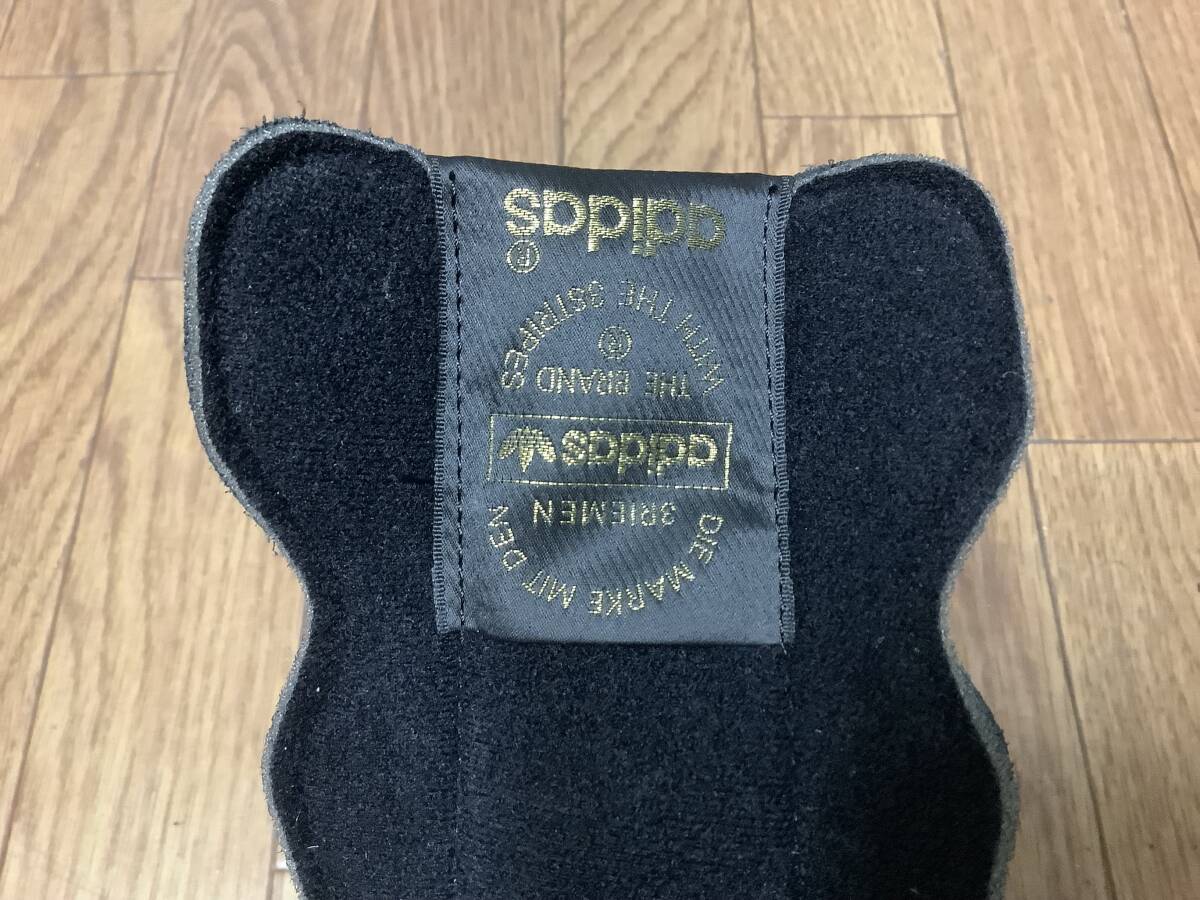 DIE MARKE MIT DEN
3RIEMEN
adidas
THE BRAND
®
WITH THE 3STRIPES
adidas®